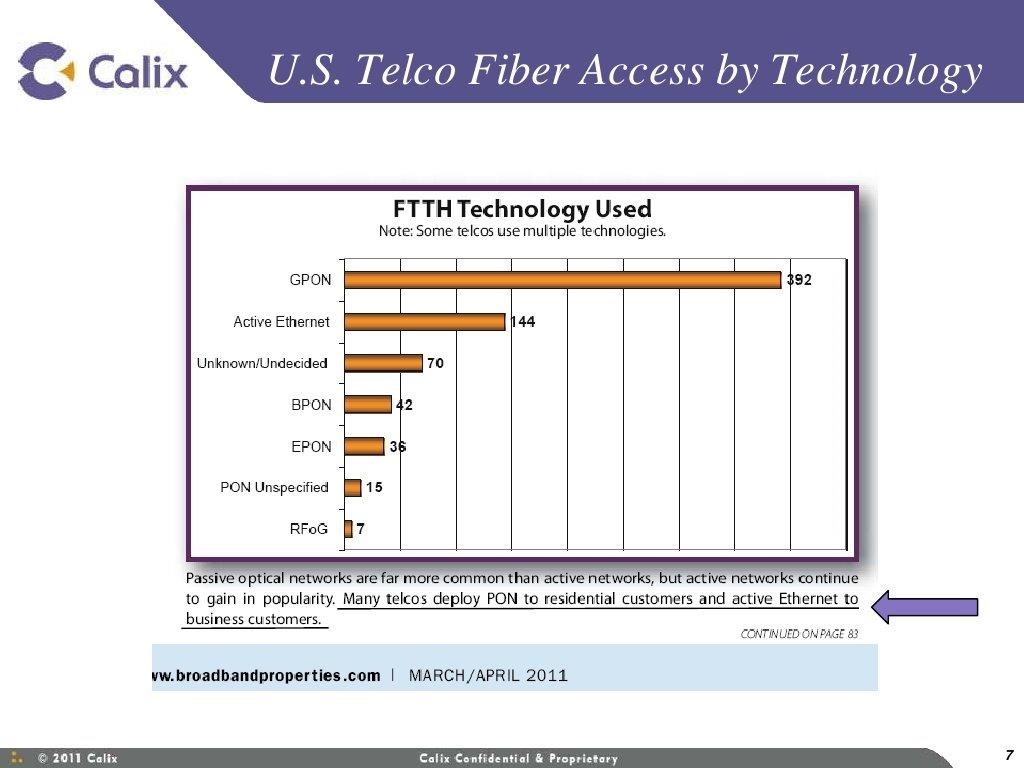 Calix
U.S. Telco Fiber Access by Technology
FTTH Technology Used
Note: Some telcos use multiple technologies.
GPON 392
Active Ethernet 144
Unknown/Undecided 70
BPON 42
EPON 36
PON Unspecified 15
RFoG 7
Passive optical networks are far more common than active networks, but active networks continue
to gain in popularity. Many telcos deploy PON to residential customers and active Ethernet to
business customers.
CONTINUED ON PAGE 83
ww.broadbandproperties.com | MARCH/APRIL 2011
© 2011 Calix Calix Confidential & Proprietary 7